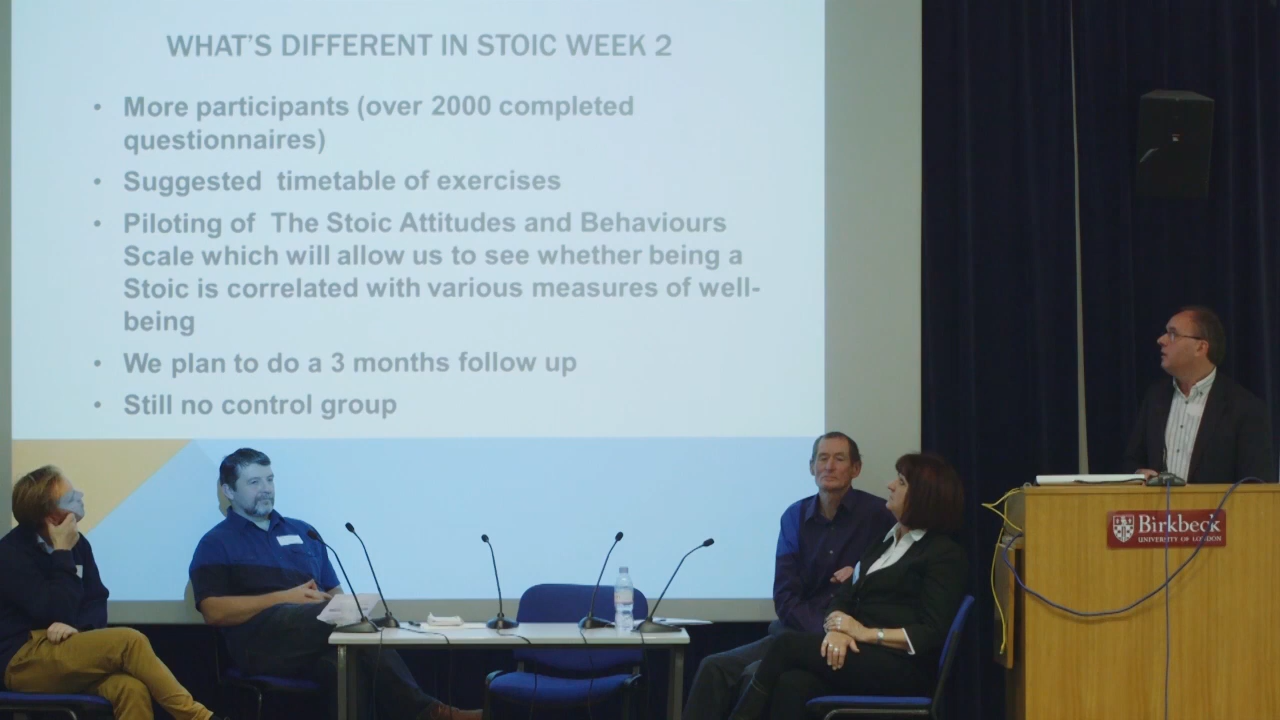 WHAT'S DIFFERENT IN STOIC WEEK 2
• More participants (over 2000 completed
questionnaires)
• Suggested timetable of exercises
• Piloting of The Stoic Attitudes and Behaviours
Scale which will allow us to see whether being a
Stoic is correlated with various measures of well-
being
• We plan to do a 3 months follow up
• Still no control group
Birkbeck
UNIVERSITY OF LONDON